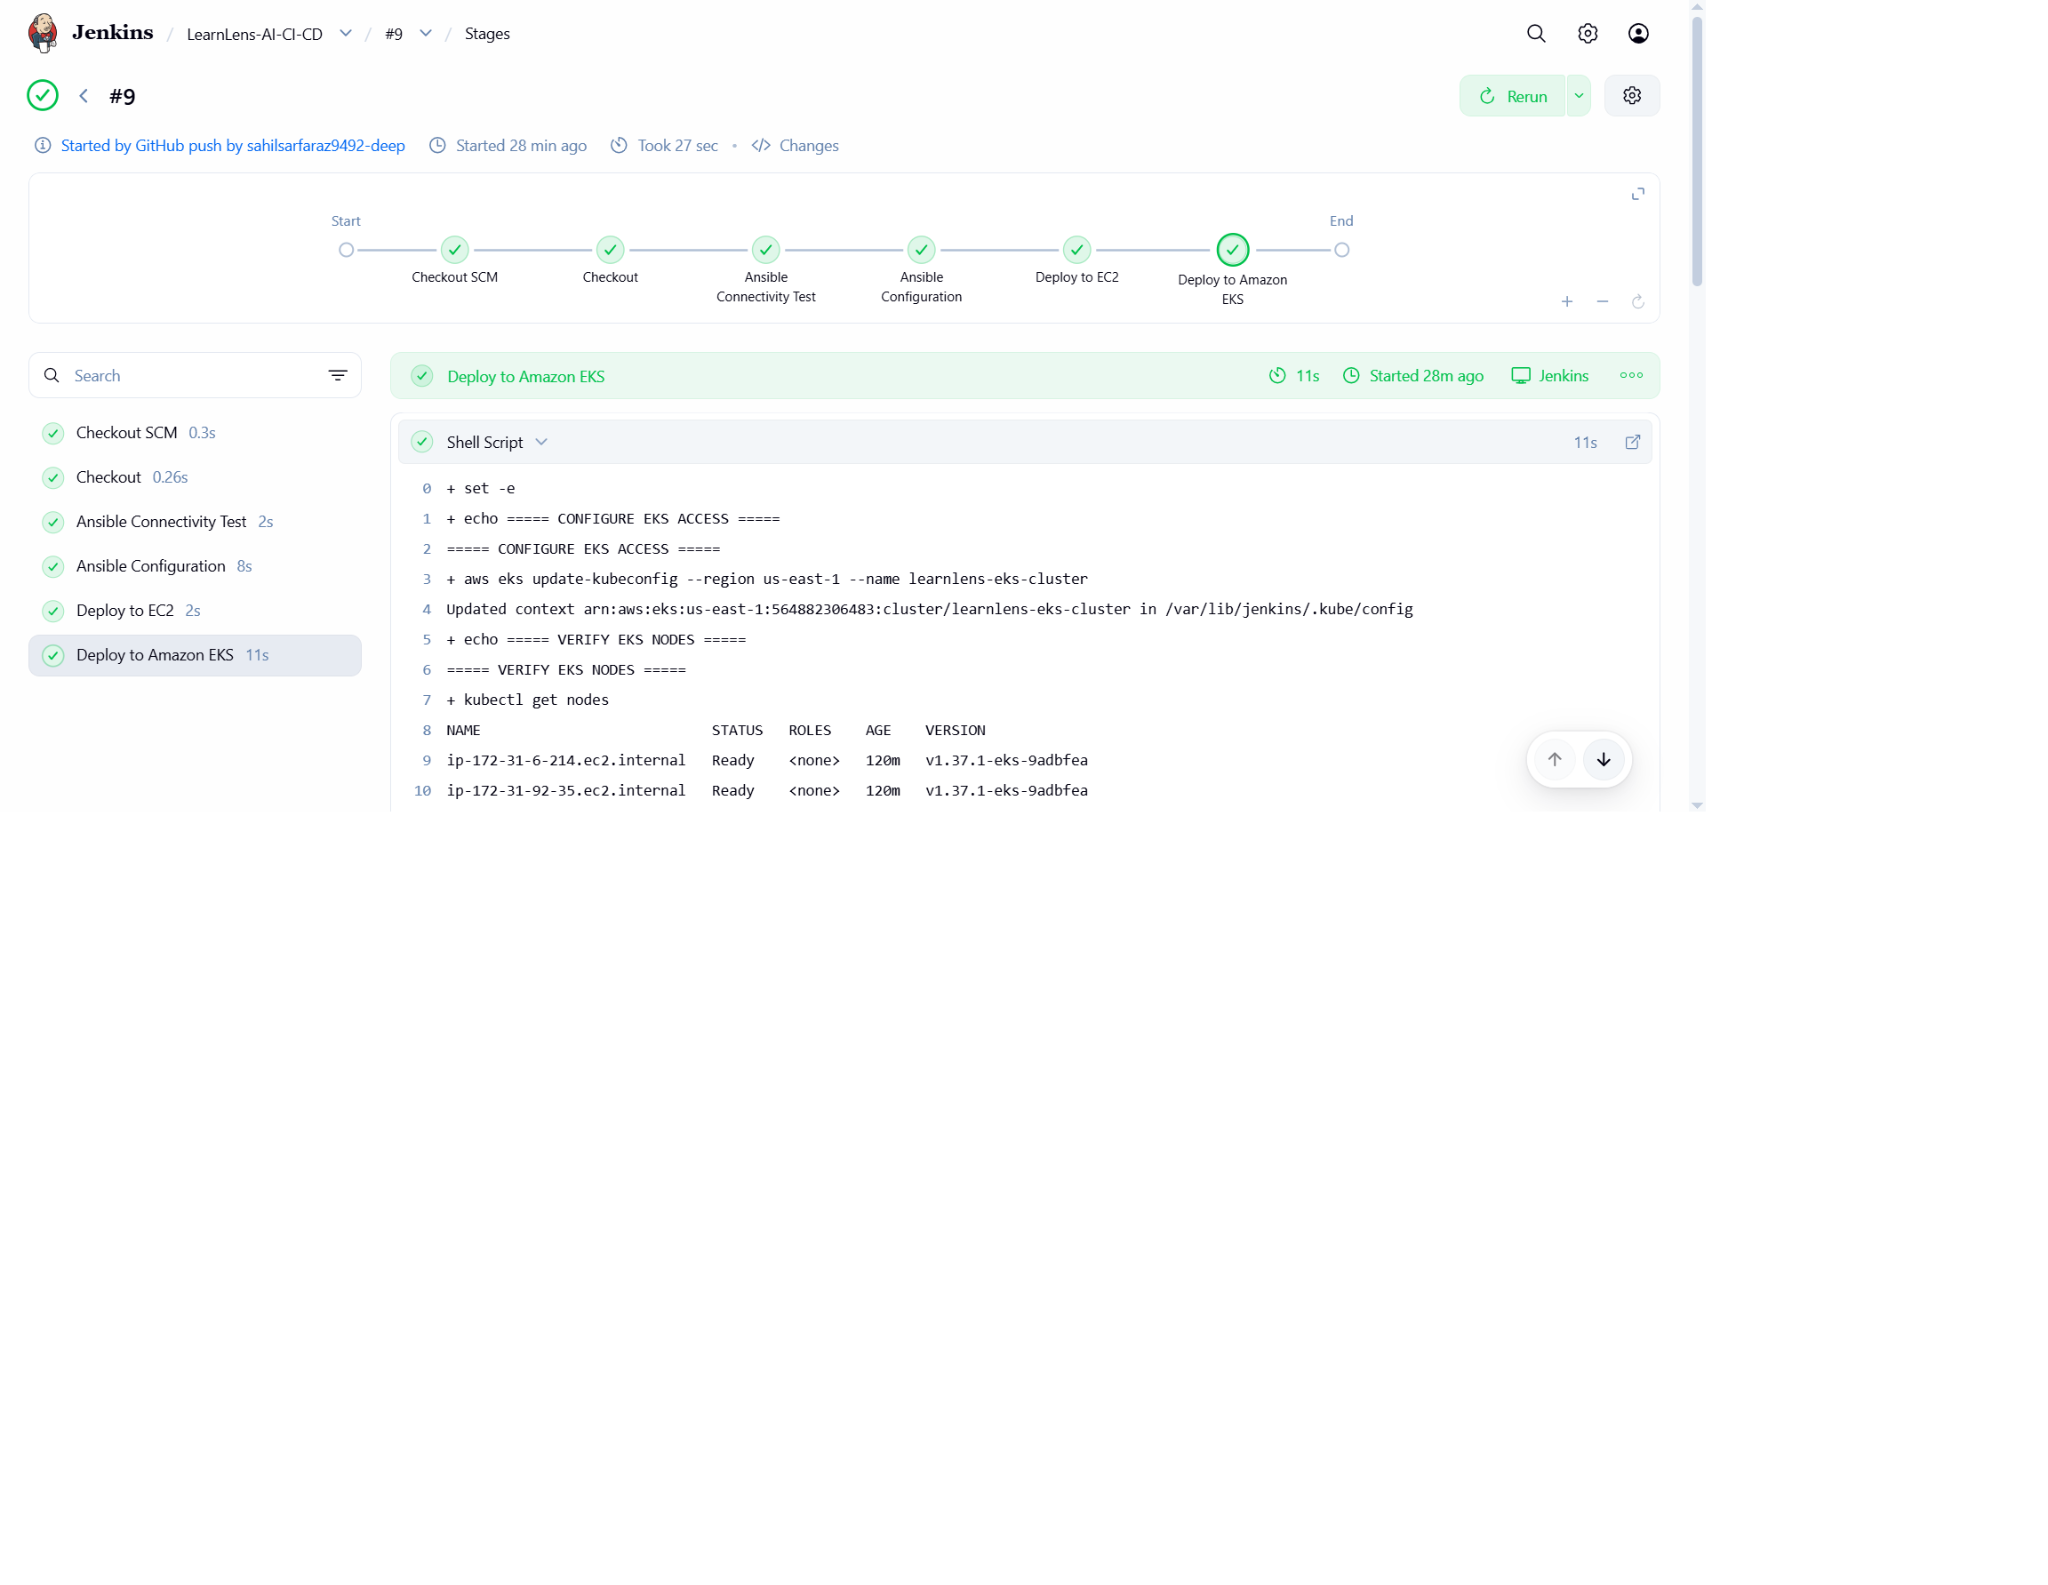 Jenkins / LearnLens-AI-CI-CD / #9 / Stages
#9
Rerun
Started by GitHub push by sahilsarfaraz9492-deep Started 28 min ago Took 27 sec • Changes
Start End
Checkout SCM Checkout Ansible Connectivity Test Ansible Configuration Deploy to EC2 Deploy to Amazon EKS
Search
Checkout SCM 0.3s
Checkout 0.26s
Ansible Connectivity Test 2s
Ansible Configuration 8s
Deploy to EC2 2s
Deploy to Amazon EKS 11s
Deploy to Amazon EKS 11s Started 28m ago Jenkins
Shell Script 11s
0 + set -e
1 + echo ===== CONFIGURE EKS ACCESS =====
2 ===== CONFIGURE EKS ACCESS =====
3 + aws eks update-kubeconfig --region us-east-1 --name learnlens-eks-cluster
4 Updated context arn:aws:eks:us-east-1:564882306483:cluster/learnlens-eks-cluster in /var/lib/jenkins/.kube/config
5 + echo ===== VERIFY EKS NODES =====
6 ===== VERIFY EKS NODES =====
7 + kubectl get nodes
8 NAME STATUS ROLES AGE VERSION
9 ip-172-31-6-214.ec2.internal Ready <none> 120m v1.37.1-eks-9adbfea
10 ip-172-31-92-35.ec2.internal Ready <none> 120m v1.37.1-eks-9adbfea